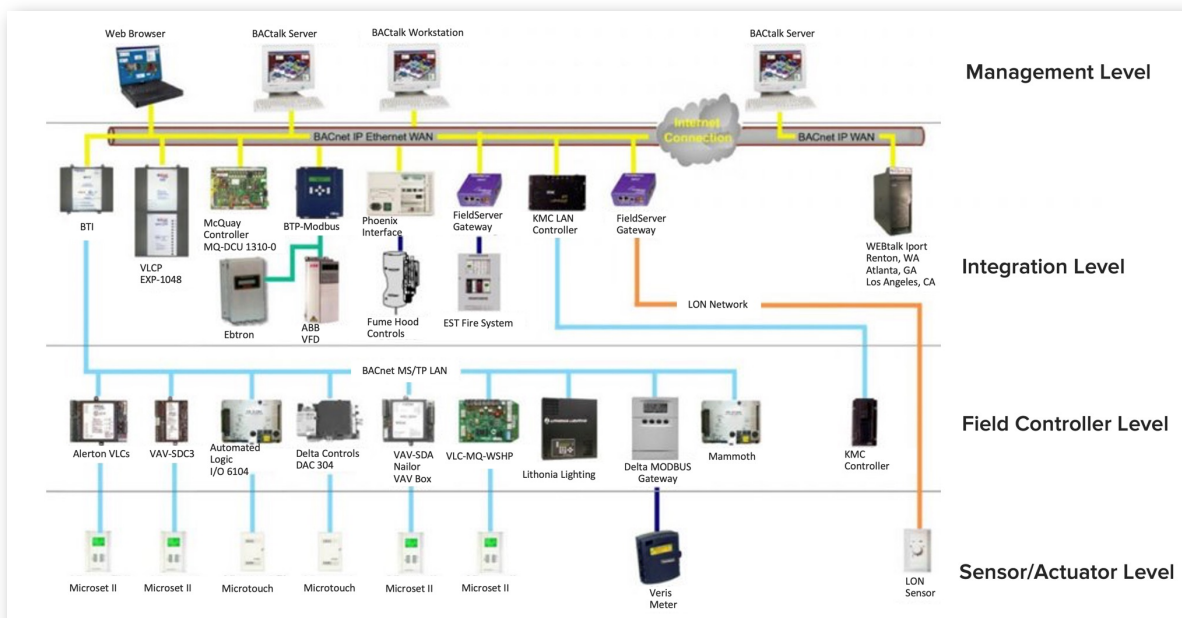 Web Browser
BACtalk Server
BACtalk Workstation
BACtalk Server
Management Level
Internet
Connection
BACnet IP Ethernet WAN
BACnet IP WAN
BTI
VLCP
EXP-1048
McQuay
Controller
MQ-DCU 1310-0
BTP-Modbus
Phoenix
Interface
FieldServer
Gateway
KMC LAN
Controller
FieldServer
Gateway
WEBtalk Iport
Renton, WA
Atlanta, GA
Los Angeles, CA
Integration Level
Ebtron
ABB
VFD
Fume Hood
Controls
EST Fire System
LON Network
BACnet MS/TP LAN
Alerton VLCs
VAV-SDC3
Automated
Logic
I/O 6104
Delta Controls
DAC 304
VAV-SDA
Nailor
VAV Box
VLC-MQ-WSHP
Lithonia Lighting
Delta MODBUS
Gateway
Mammoth
KMC
Controller
Field Controller Level
Microset II
Microset II
Microtouch
Microtouch
Microset II
Microset II
Veris
Meter
LON
Sensor
Sensor/Actuator Level